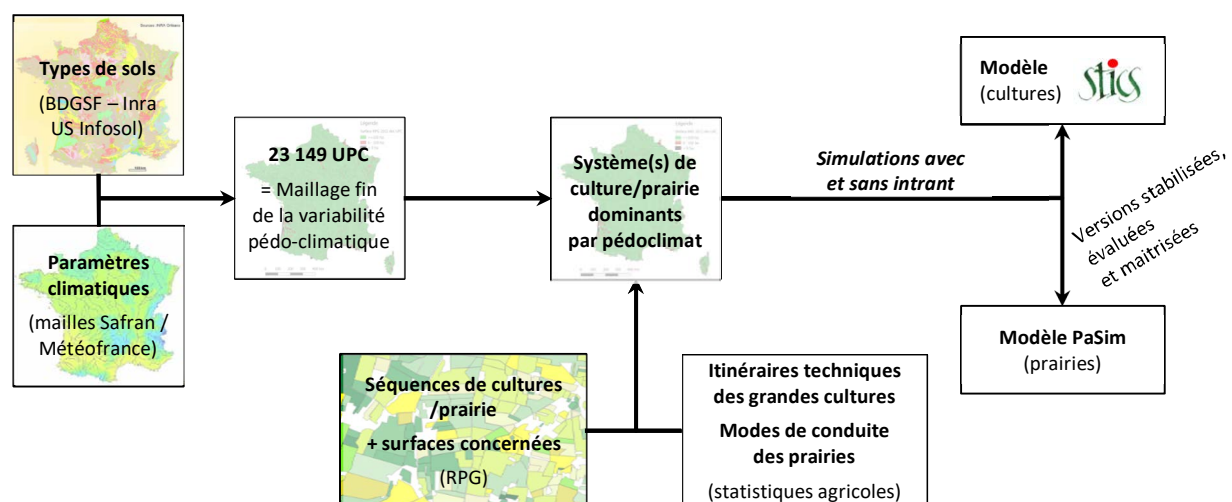 Types de sols
(BDGSF – Inra
US Infosol)
Paramètres
climatiques
(mailles Safran /
Météofrance)
23 149 UPC
= Maillage fin
de la variabilité
pédo-climatique
Système(s) de
culture/prairie
dominants
par pédoclimat
Séquences de cultures
/prairie
+ surfaces concernées
(RPG)
Itinéraires techniques
des grandes cultures
Modes de conduite
des prairies
(statistiques agricoles)
Simulations avec
et sans intrant
Modèle
(cultures)
stics
Versions stabilisées,
évaluées
et maitrisées
Modèle PaSim
(prairies)